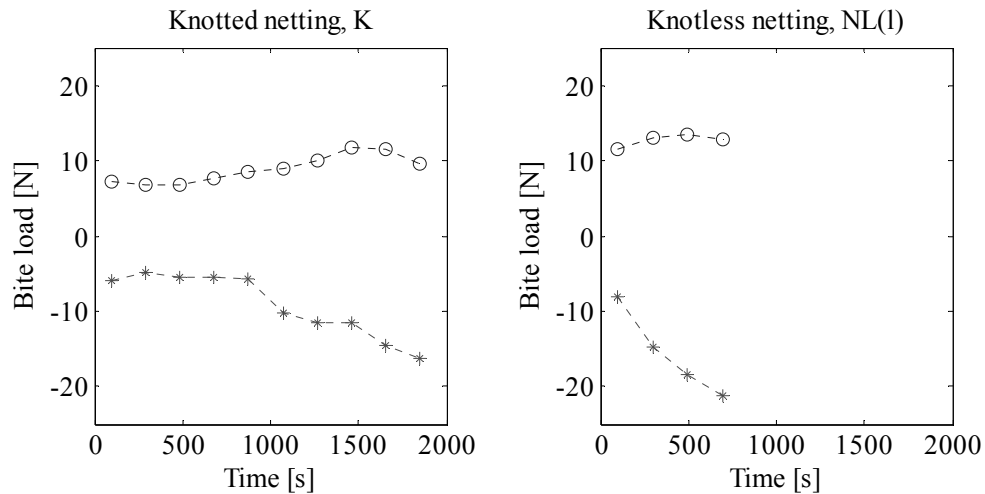 Knotted netting, K
20
10
0
-10
-20
Bite load [N]
0 500 1000 1500 2000
Time [s]
Knotless netting, NL(l)
20
10
0
-10
-20
Bite load [N]
0 500 1000 1500 2000
Time [s]